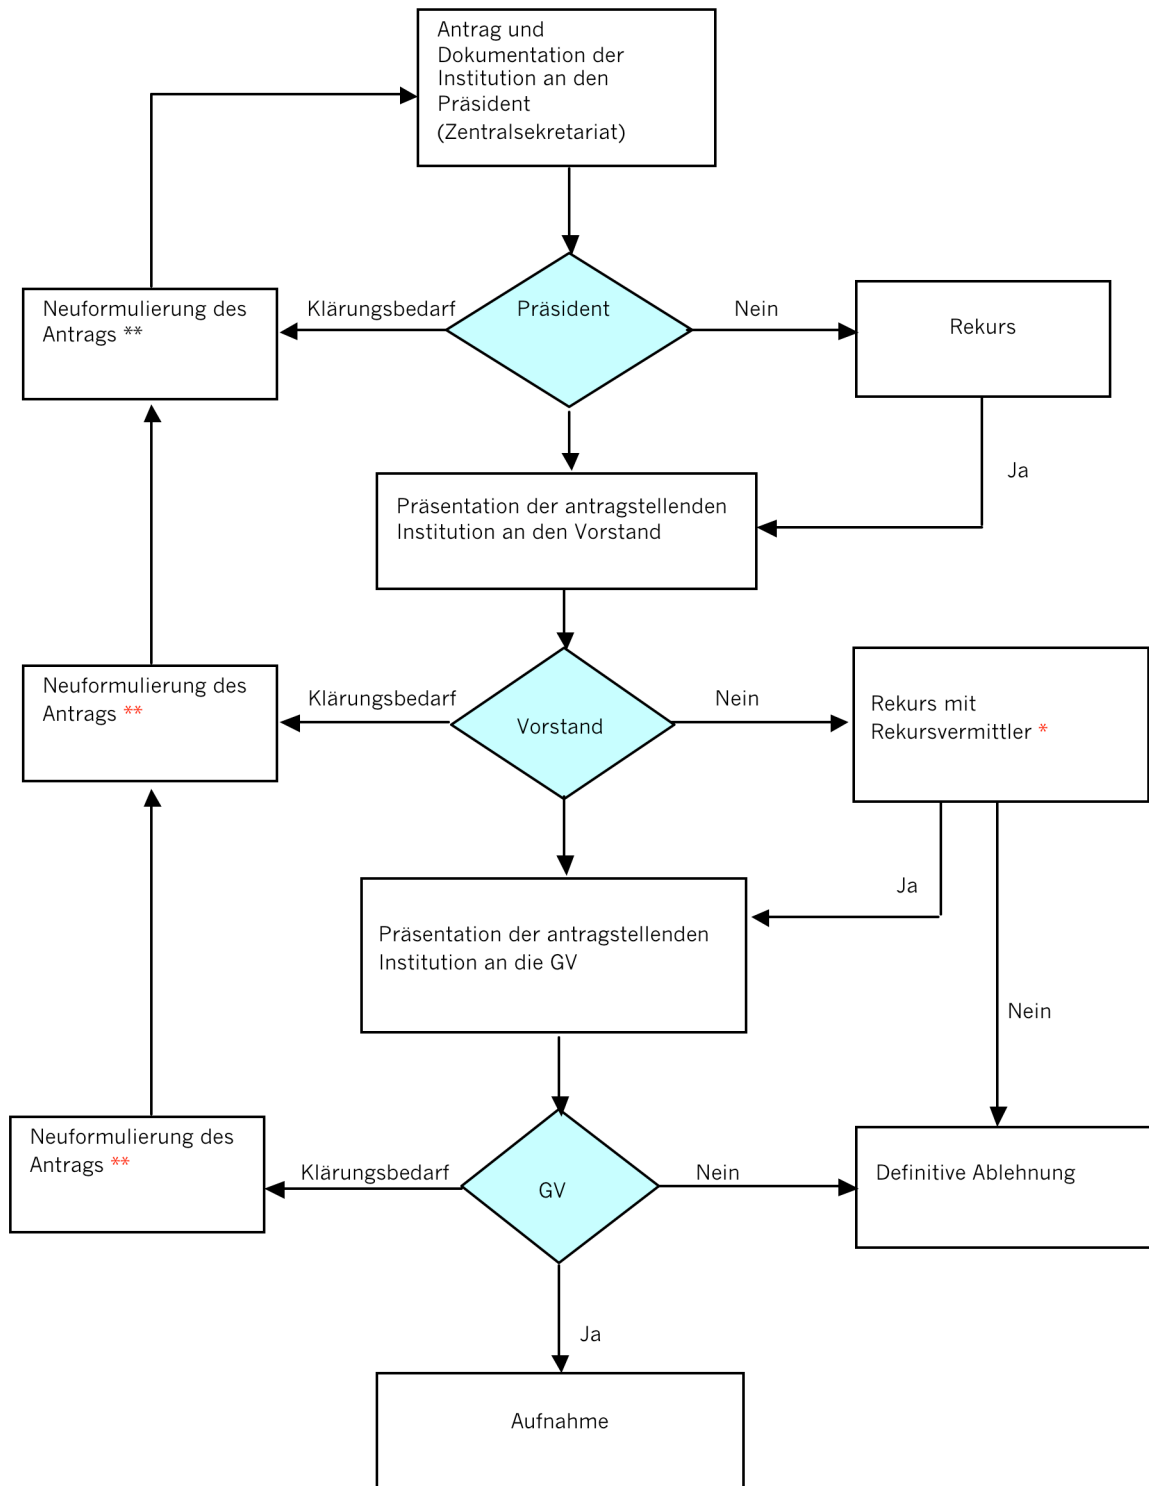 Antrag und
Dokumentation der
Institution an den
Präsident
(Zentralsekretariat)
Neuformulierung des
Antrags **
Klärungsbedarf
Präsident
Nein
Rekurs
Ja
Präsentation der antragstellenden
Institution an den Vorstand
Neuformulierung des
Antrags **
Klärungsbedarf
Vorstand
Nein
Rekurs mit
Rekursvermittler *
Ja
Präsentation der antragstellenden
Institution an die GV
Nein
Neuformulierung des
Antrags **
Klärungsbedarf
GV
Nein
Definitive Ablehnung
Ja
Aufnahme